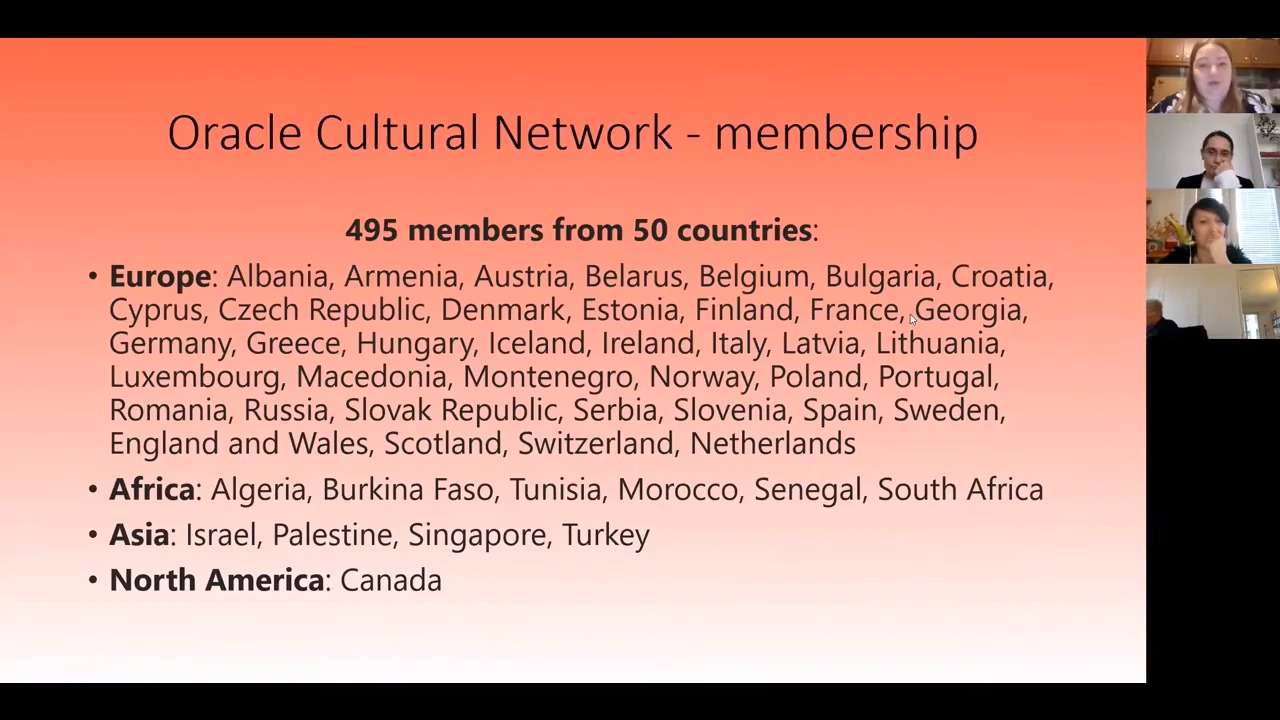 Oracle Cultural Network - membership
495 members from 50 countries:
• Europe: Albania, Armenia, Austria, Belarus, Belgium, Bulgaria, Croatia,
Cyprus, Czech Republic, Denmark, Estonia, Finland, France, Georgia,
Germany, Greece, Hungary, Iceland, Ireland, Italy, Latvia, Lithuania,
Luxembourg, Macedonia, Montenegro, Norway, Poland, Portugal,
Romania, Russia, Slovak Republic, Serbia, Slovenia, Spain, Sweden,
England and Wales, Scotland, Switzerland, Netherlands
• Africa: Algeria, Burkina Faso, Tunisia, Morocco, Senegal, South Africa
• Asia: Israel, Palestine, Singapore, Turkey
• North America: Canada